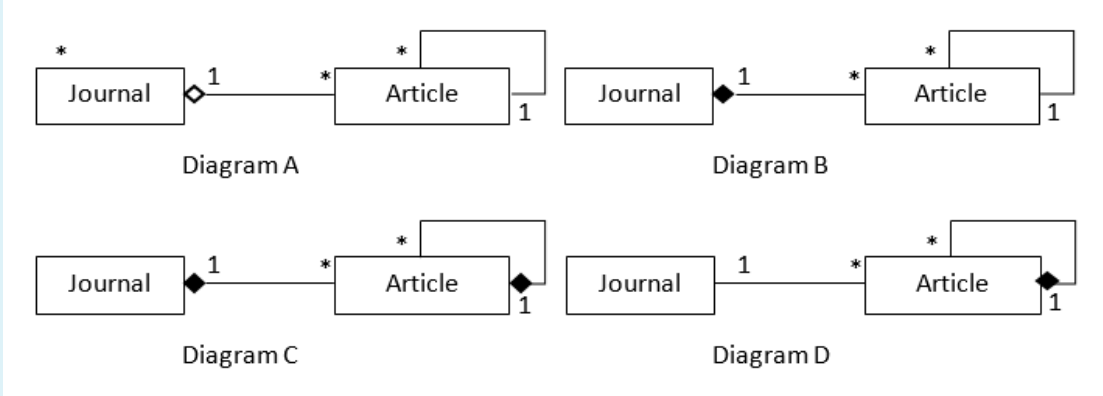 * *
Journal 1 * Article 1
Diagram A
*
Journal 1 * Article 1
Diagram B
*
Journal 1 * Article 1
Diagram C
*
Journal 1 * Article 1
Diagram D